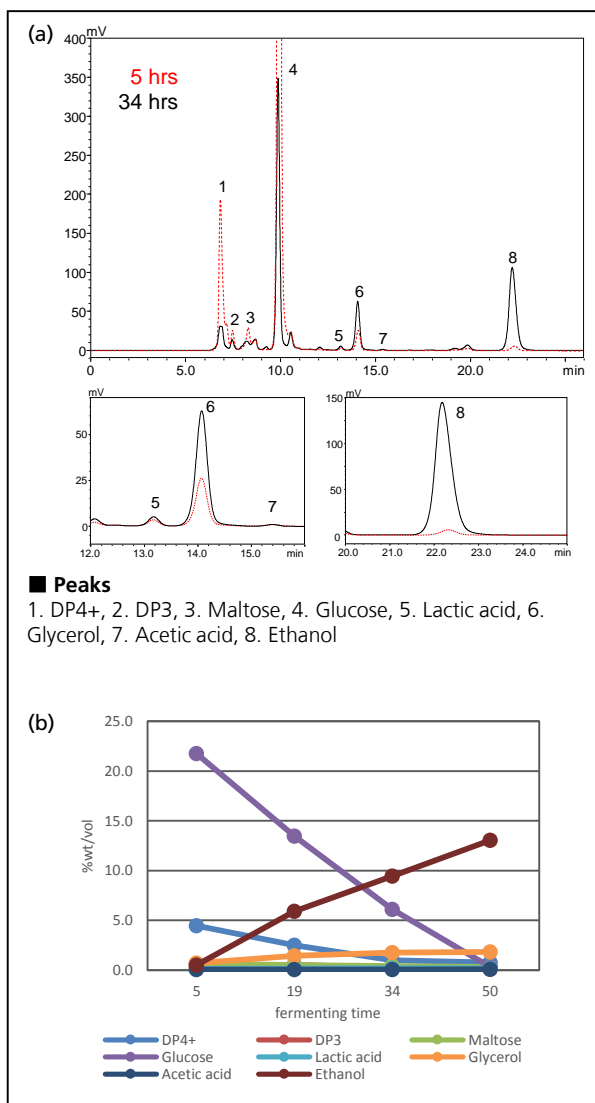 (a)
mV
400
350
300
250
200
150
100
50
0
5 hrs
34 hrs
1
2
3
4
5
6
7
8
0
5.0
10.0
15.0
20.0
min
mV
50
25
0
5
6
7
12.0
13.0
14.0
15.0
min
mV
150
100
50
0
8
20.0
21.0
22.0
23.0
24.0
min
■ Peaks
1. DP4+, 2. DP3, 3. Maltose, 4. Glucose, 5. Lactic acid, 6.
Glycerol, 7. Acetic acid, 8. Ethanol
(b)
%wt/vol
25.0
20.0
15.0
10.0
5.0
0.0
5 19 34 50
fermenting time
DP4+ DP3 Maltose
Glucose Lactic acid Glycerol
Acetic acid Ethanol